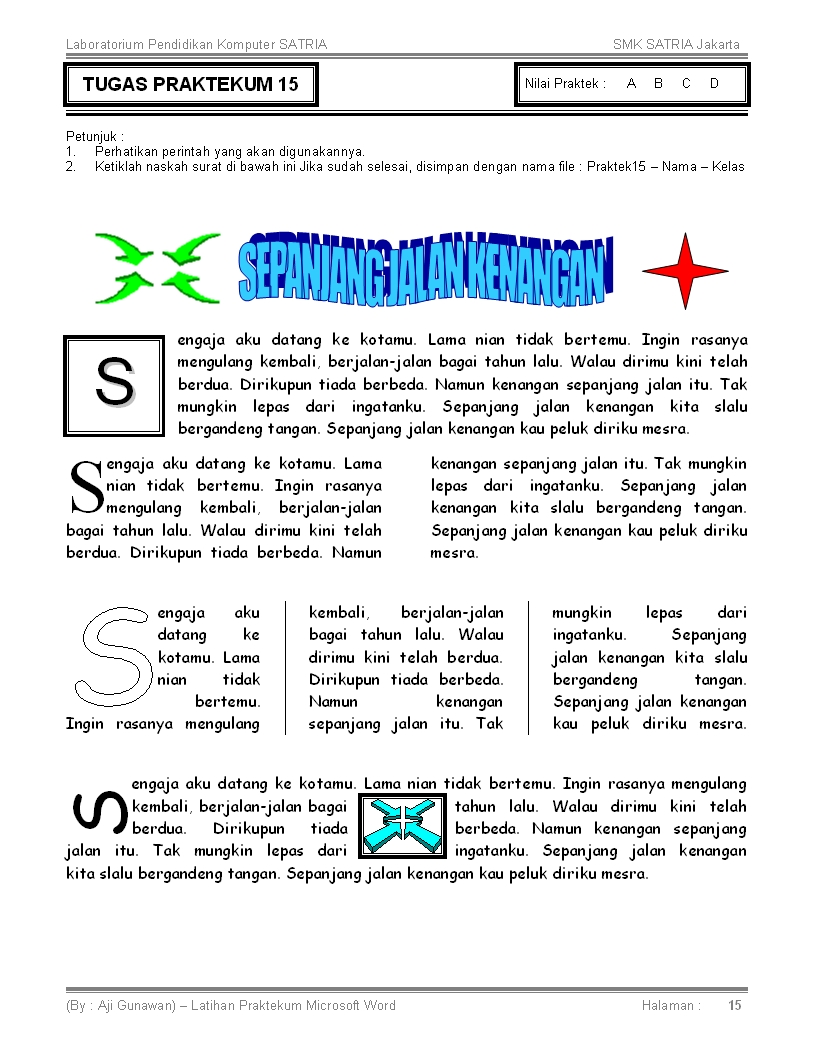 Laboratorium Pendidikan Komputer SATRIA SMK SATRIA Jakarta
TUGAS PRAKTEKUM 15
Nilai Praktek : A B C D
Petunjuk :
1. Perhatikan perintah yang akan digunakannya.
2. Ketiklah naskah surat di bawah ini Jika sudah selesai, disimpan dengan nama file : Praktek15 – Nama – Kelas
SEPANJANG JALAN KENANGAN
S
engaja aku datang ke kotamu. Lama nian tidak bertemu. Ingin rasanya
mengulang kembali, berjalan-jalan bagai tahun lalu. Walau dirimu kini telah
berdua. Dirikupun tiada berbeda. Namun kenangan sepanjang jalan itu. Tak
mungkin lepas dari ingatanku. Sepanjang jalan kenangan kita slalu
bergandeng tangan. Sepanjang jalan kenangan kau peluk diriku mesra.
Sengaja aku datang ke kotamu. Lama
nian tidak bertemu. Ingin rasanya
mengulang kembali, berjalan-jalan
bagai tahun lalu. Walau dirimu kini telah
berdua. Dirikupun tiada berbeda. Namun
kenangan sepanjang jalan itu. Tak mungkin
lepas dari ingatanku. Sepanjang jalan
kenangan kita slalu bergandeng tangan.
Sepanjang jalan kenangan kau peluk diriku
mesra.
Sengaja aku
datang ke
kotamu. Lama
nian tidak
bertemu.
Ingin rasanya mengulang
kembali, berjalan-jalan
bagai tahun lalu. Walau
dirimu kini telah berdua.
Dirikupun tiada berbeda.
Namun kenangan
sepanjang jalan itu. Tak
mungkin lepas dari
ingatanku. Sepanjang
jalan kenangan kita slalu
bergandeng tangan.
Sepanjang jalan kenangan
kau peluk diriku mesra.
Sengaja aku datang ke kotamu. Lama nian tidak bertemu. Ingin rasanya mengulang
kembali, berjalan-jalan bagai tahun lalu. Walau dirimu kini telah
berdua. Dirikupun tiada berbeda. Namun kenangan sepanjang
jalan itu. Tak mungkin lepas dari ingatanku. Sepanjang jalan kenangan
kita slalu bergandeng tangan. Sepanjang jalan kenangan kau peluk diriku mesra.
(By : Aji Gunawan) – Latihan Praktekum Microsoft Word Halaman : 15